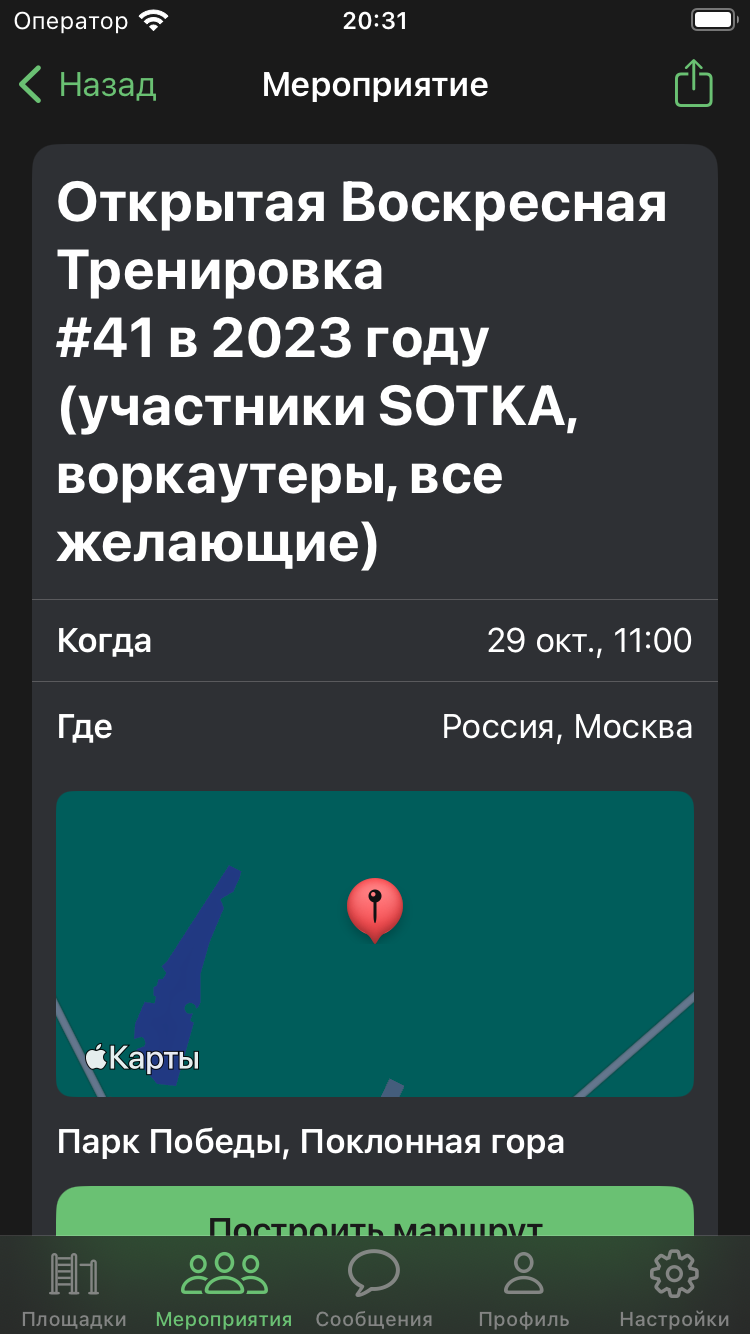 Оператор 20:31
Назад Мероприятие
Открытая Воскресная
Тренировка
#41 в 2023 году
(участники SOTKA,
воркаутеры, все
желающие)
Когда 29 окт., 11:00
Где Россия, Москва
Карты
Парк Победы, Поклонная гора
Построить маршрут
Площадки Мероприятия Сообщения Профиль Настройки